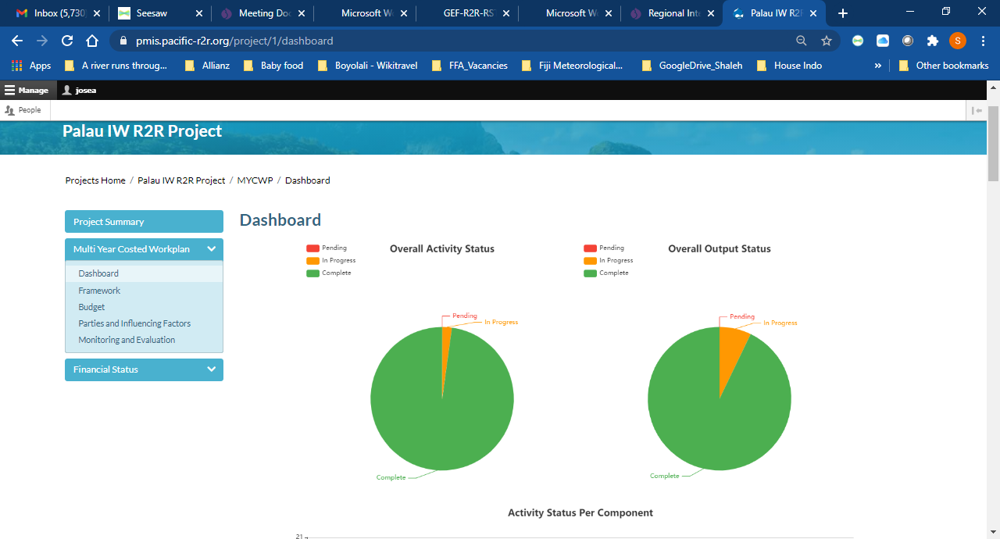 Inbox (5,730)
Seesaw
Meeting Doc
Microsoft W
GEF-R2R-RS
Microsoft W
Regional Inte
Palau IW R2R
pmis.pacific-r2r.org/project/1/dashboard
S
Apps
A river runs throug...
Allianz
Baby food
Boyolali - Wikitravel
FFA_Vacancies
Fiji Meteorological...
GoogleDrive_Shaleh
House Indo
»
Other bookmarks
Manage
josea
People
Palau IW R2R Project
Projects Home / Palau IW R2R Project / MYCWP / Dashboard
Project Summary
Multi Year Costed Workplan
Dashboard
Framework
Budget
Parties and Influencing Factors
Monitoring and Evaluation
Financial Status
Dashboard
Pending
In Progress
Complete
Overall Activity Status
Pending
In Progress
Complete
Pending
In Progress
Complete
Overall Output Status
Pending
In Progress
Complete
Activity Status Per Component
21